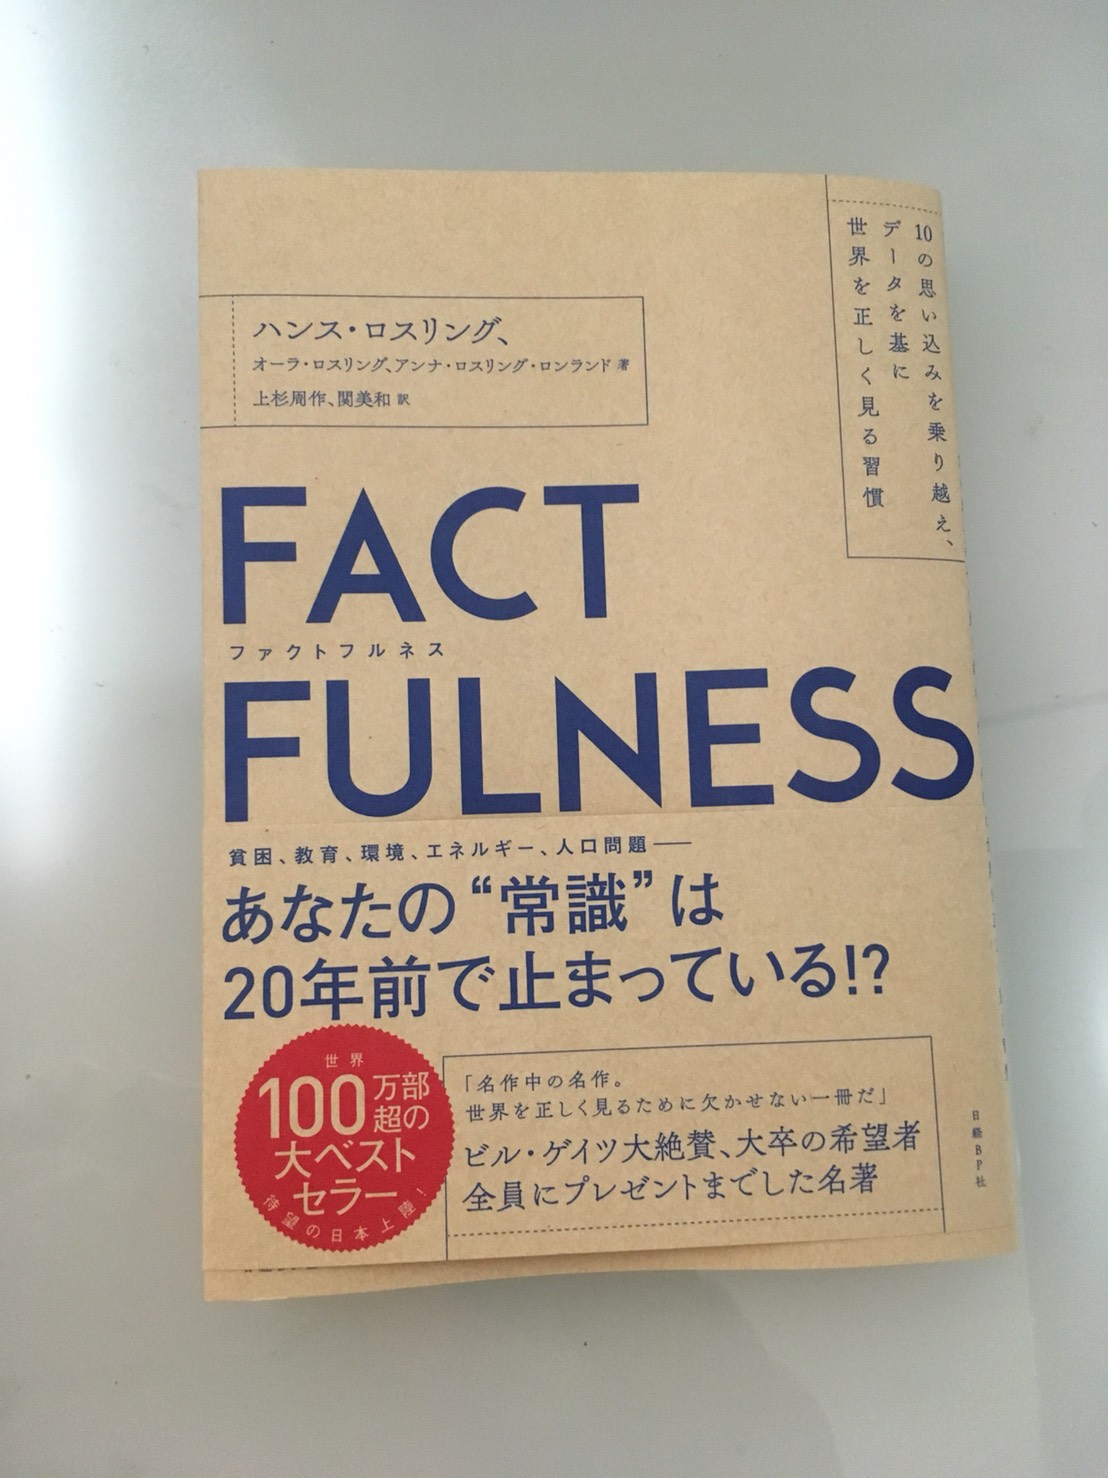 10の思い込みを乗り越え、
データを基に
世界を正しく見る習慣
ハンス・ロスリング、
オーラ・ロスリング、アンナ・ロスリング・ロンランド 著
上杉周作、関美和 訳
FACT
ファクトフルネス
FULNESS
貧困、教育、環境、エネルギー、人口問題――
あなたの“常識”は
20年前で止まっている!?
世界
100万部
超の
大ベスト
セラー
待望の日本上陸!
「名作中の名作。
世界を正しく見るために欠かせない一冊だ」
ビル・ゲイツ大絶賛、大卒の希望者
全員にプレゼントまでした名著
日経BP社